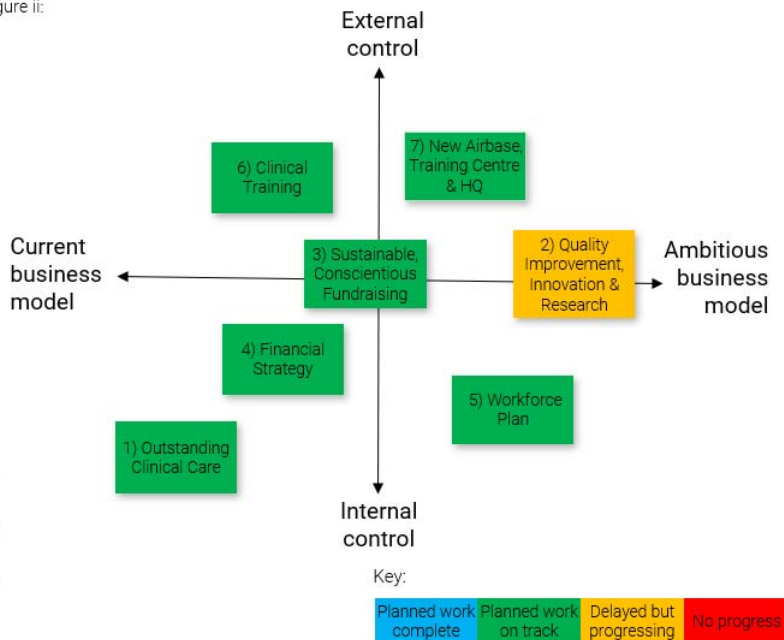 gure ii:
External
control
7) New Airbase,
Training Centre
& HQ
6) Clinical
Training
3) Sustainable,
Conscientious
Fundraising
2) Quality
Improvement,
Innovation &
Research
Current
business
model
Ambitious
business
model
4) Financial
Strategy
5) Workforce
Plan
1) Outstanding
Clinical Care
Internal
control
Key:
Planned work
complete
Planned work
on track
Delayed but
progressing
No progress